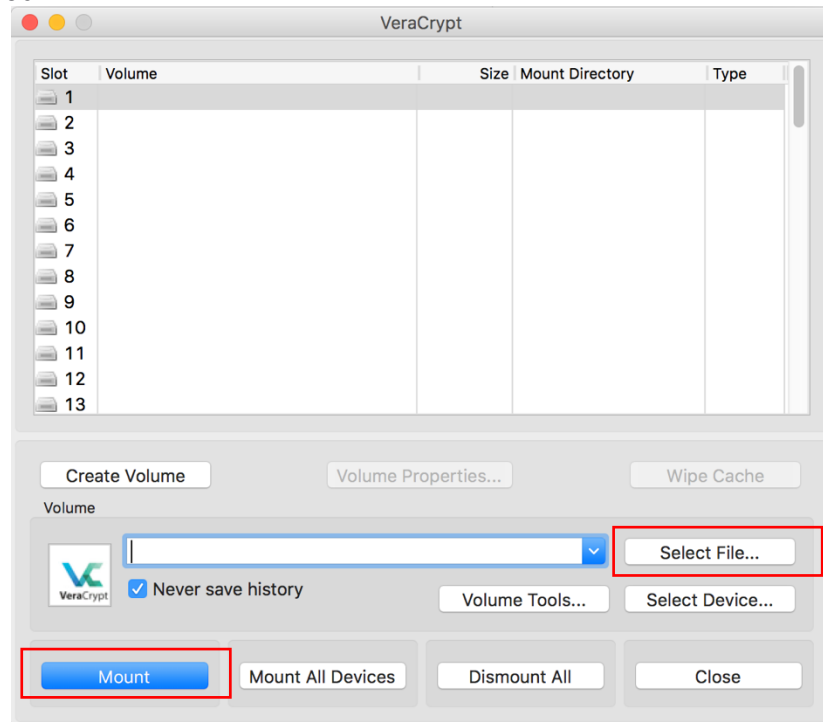 VeraCrypt
Slot Volume Size Mount Directory Type
1
2
3
4
5
6
7
8
9
10
11
12
13
Create Volume Volume Properties... Wipe Cache
Volume
Select File...
VC
VeraCrypt
Never save history
Volume Tools... Select Device...
Mount Mount All Devices Dismount All Close